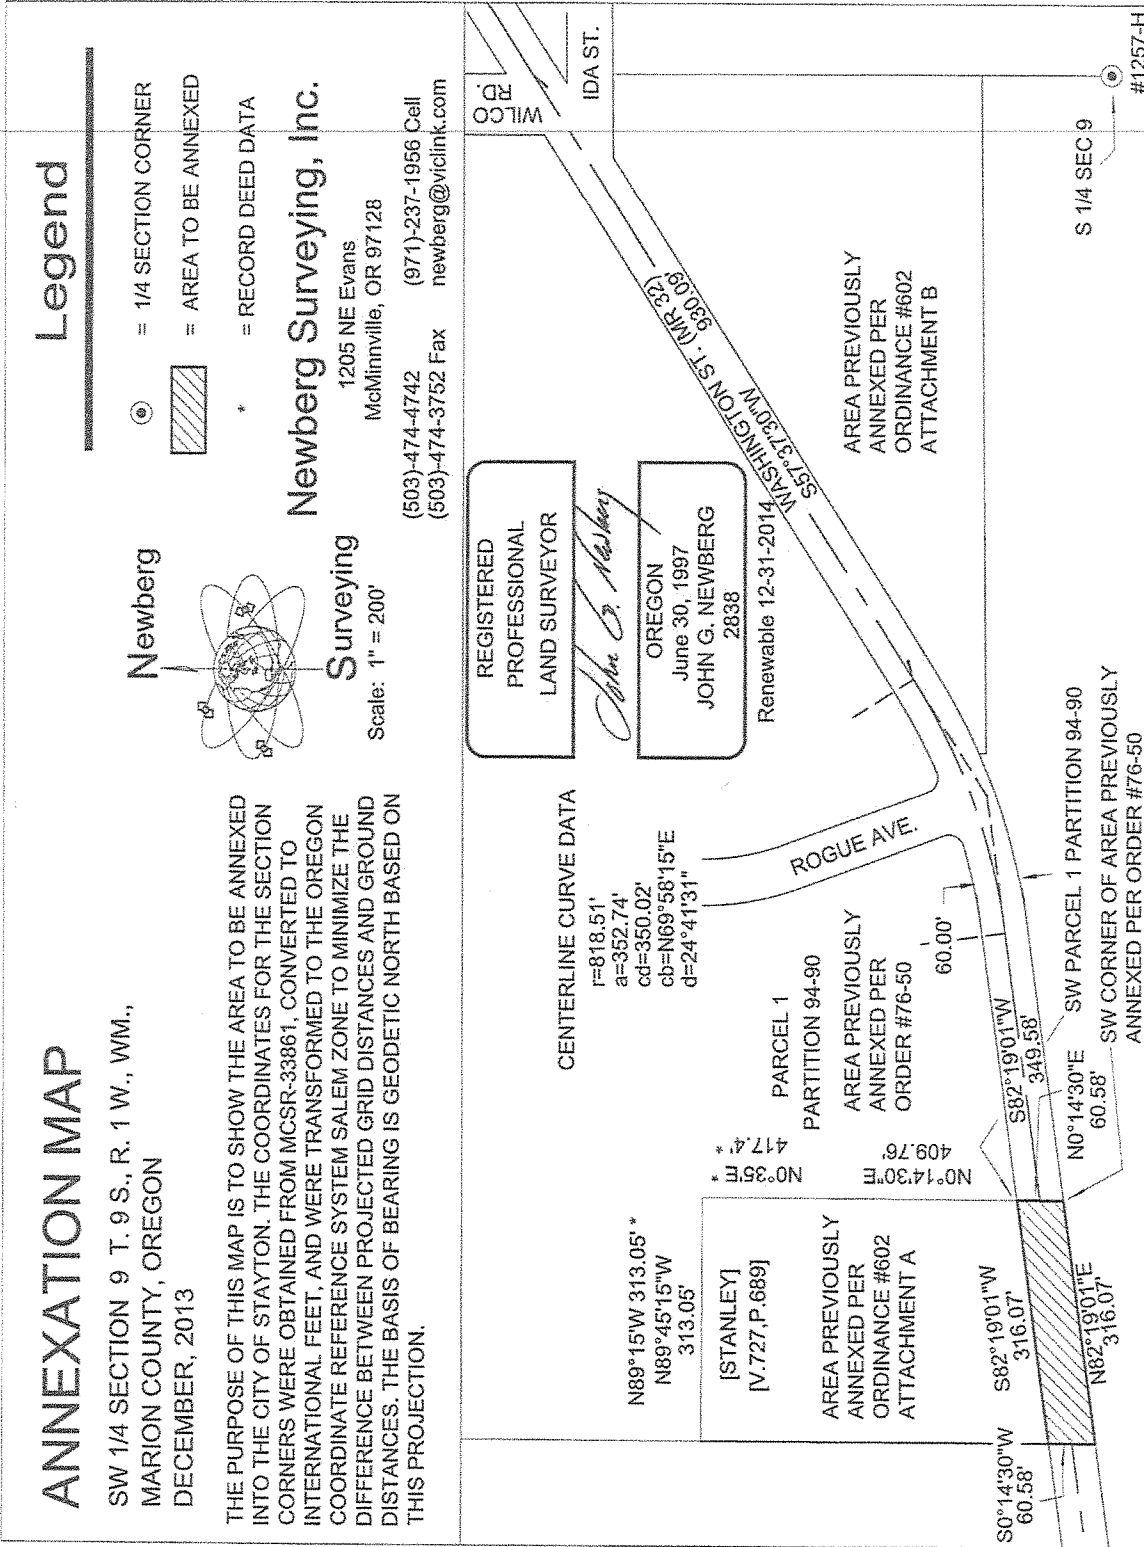 ANNEXATION MAP
SW 1/4 SECTION 9 T. 9 S., R. 1 W., WM.,
MARION COUNTY, OREGON
DECEMBER, 2013
THE PURPOSE OF THIS MAP IS TO SHOW THE AREA TO BE ANNEXED
INTO THE CITY OF STAYTON. THE COORDINATES FOR THE SECTION
CORNERS WERE OBTAINED FROM MCSR-33861, CONVERTED TO
INTERNATIONAL FEET, AND WERE TRANSFORMED TO THE OREGON
COORDINATE REFERENCE SYSTEM SALEM ZONE TO MINIMIZE THE
DIFFERENCE BETWEEN PROJECTED GRID DISTANCES AND GROUND
DISTANCES. THE BASIS OF BEARING IS GEODETIC NORTH BASED ON
THIS PROJECTION.
Newberg
Surveying
Scale: 1" = 200'
Legend
= 1/4 SECTION CORNER
= AREA TO BE ANNEXED
* = RECORD DEED DATA
Newberg Surveying, Inc.
1205 NE Evans
McMinnville, OR 97128
(503)-474-4742 (971)-237-1956 Cell
(503)-474-3752 Fax newberg@viclink.com
REGISTERED
PROFESSIONAL
LAND SURVEYOR
John G. Newberg
OREGON
June 30, 1997
JOHN G. NEWBERG
2838
Renewable 12-31-2014
CENTERLINE CURVE DATA
r=818.51'
a=352.74'
cd=350.02'
cb=N69°58'15"E
d=24°41'31"
WILCO
RD.
IDA ST.
WASHINGTON ST. (MR 32)
S57°37'30"W 930.09'
ROGUE AVE.
N89°15'W 313.05' *
N89°45'15"W
313.05'
[STANLEY]
[V.727,P.689]
N0°35'E * 417.4' *
N0°14'30"E 409.76'
PARCEL 1
PARTITION 94-90
AREA PREVIOUSLY
ANNEXED PER
ORDER #76-50
60.00'
AREA PREVIOUSLY
ANNEXED PER
ORDINANCE #602
ATTACHMENT A
AREA PREVIOUSLY
ANNEXED PER
ORDINANCE #602
ATTACHMENT B
S82°19'01"W
349.58'
S82°19'01"W
316.07'
N82°19'01"E
316.07'
S0°14'30"W
60.58'
N0°14'30"E
60.58'
SW PARCEL 1 PARTITION 94-90
SW CORNER OF AREA PREVIOUSLY
ANNEXED PER ORDER #76-50
S 1/4 SEC 9
#1257-H